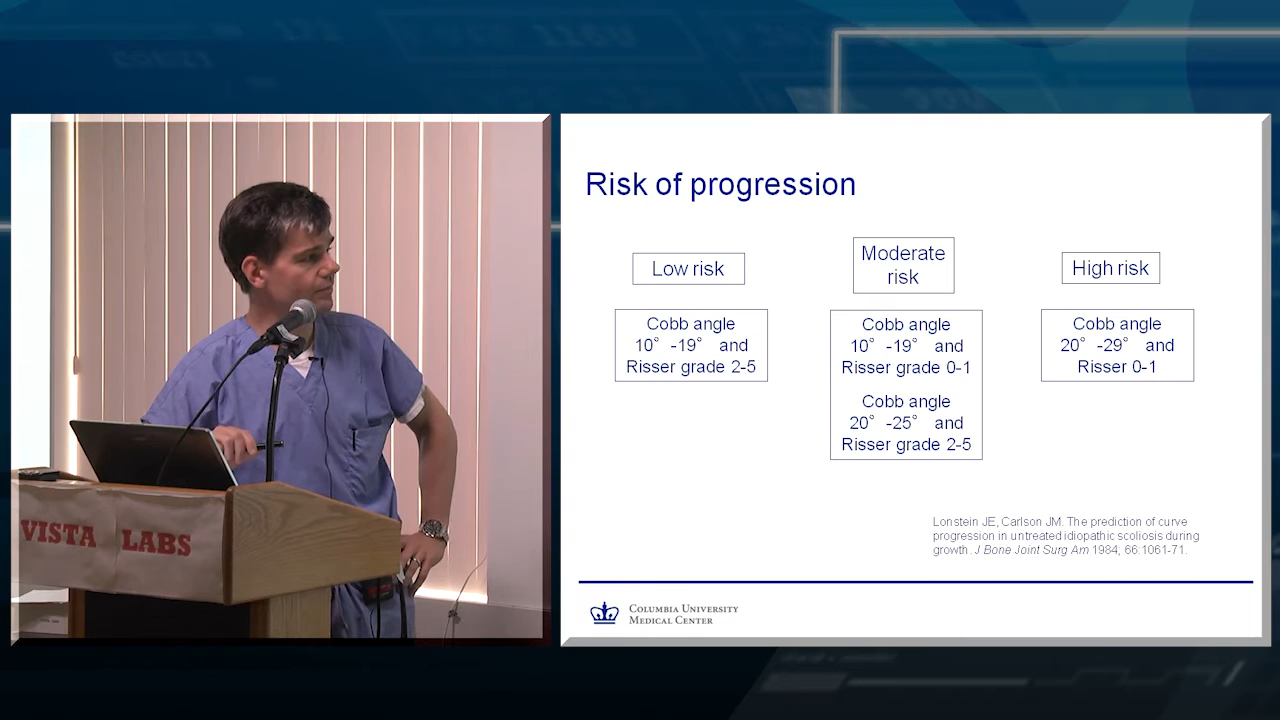 VISTA LABS
Risk of progression
Low risk
Cobb angle
10° -19° and
Risser grade 2-5
Moderate
risk
Cobb angle
10° -19° and
Risser grade 0-1
Cobb angle
20° -25° and
Risser grade 2-5
High risk
Cobb angle
20° -29° and
Risser 0-1
Lonstein JE, Carlson JM. The prediction of curve
progression in untreated idiopathic scoliosis during
growth. J Bone Joint Surg Am 1984; 66:1061-71.
COLUMBIA UNIVERSITY
MEDICAL CENTER